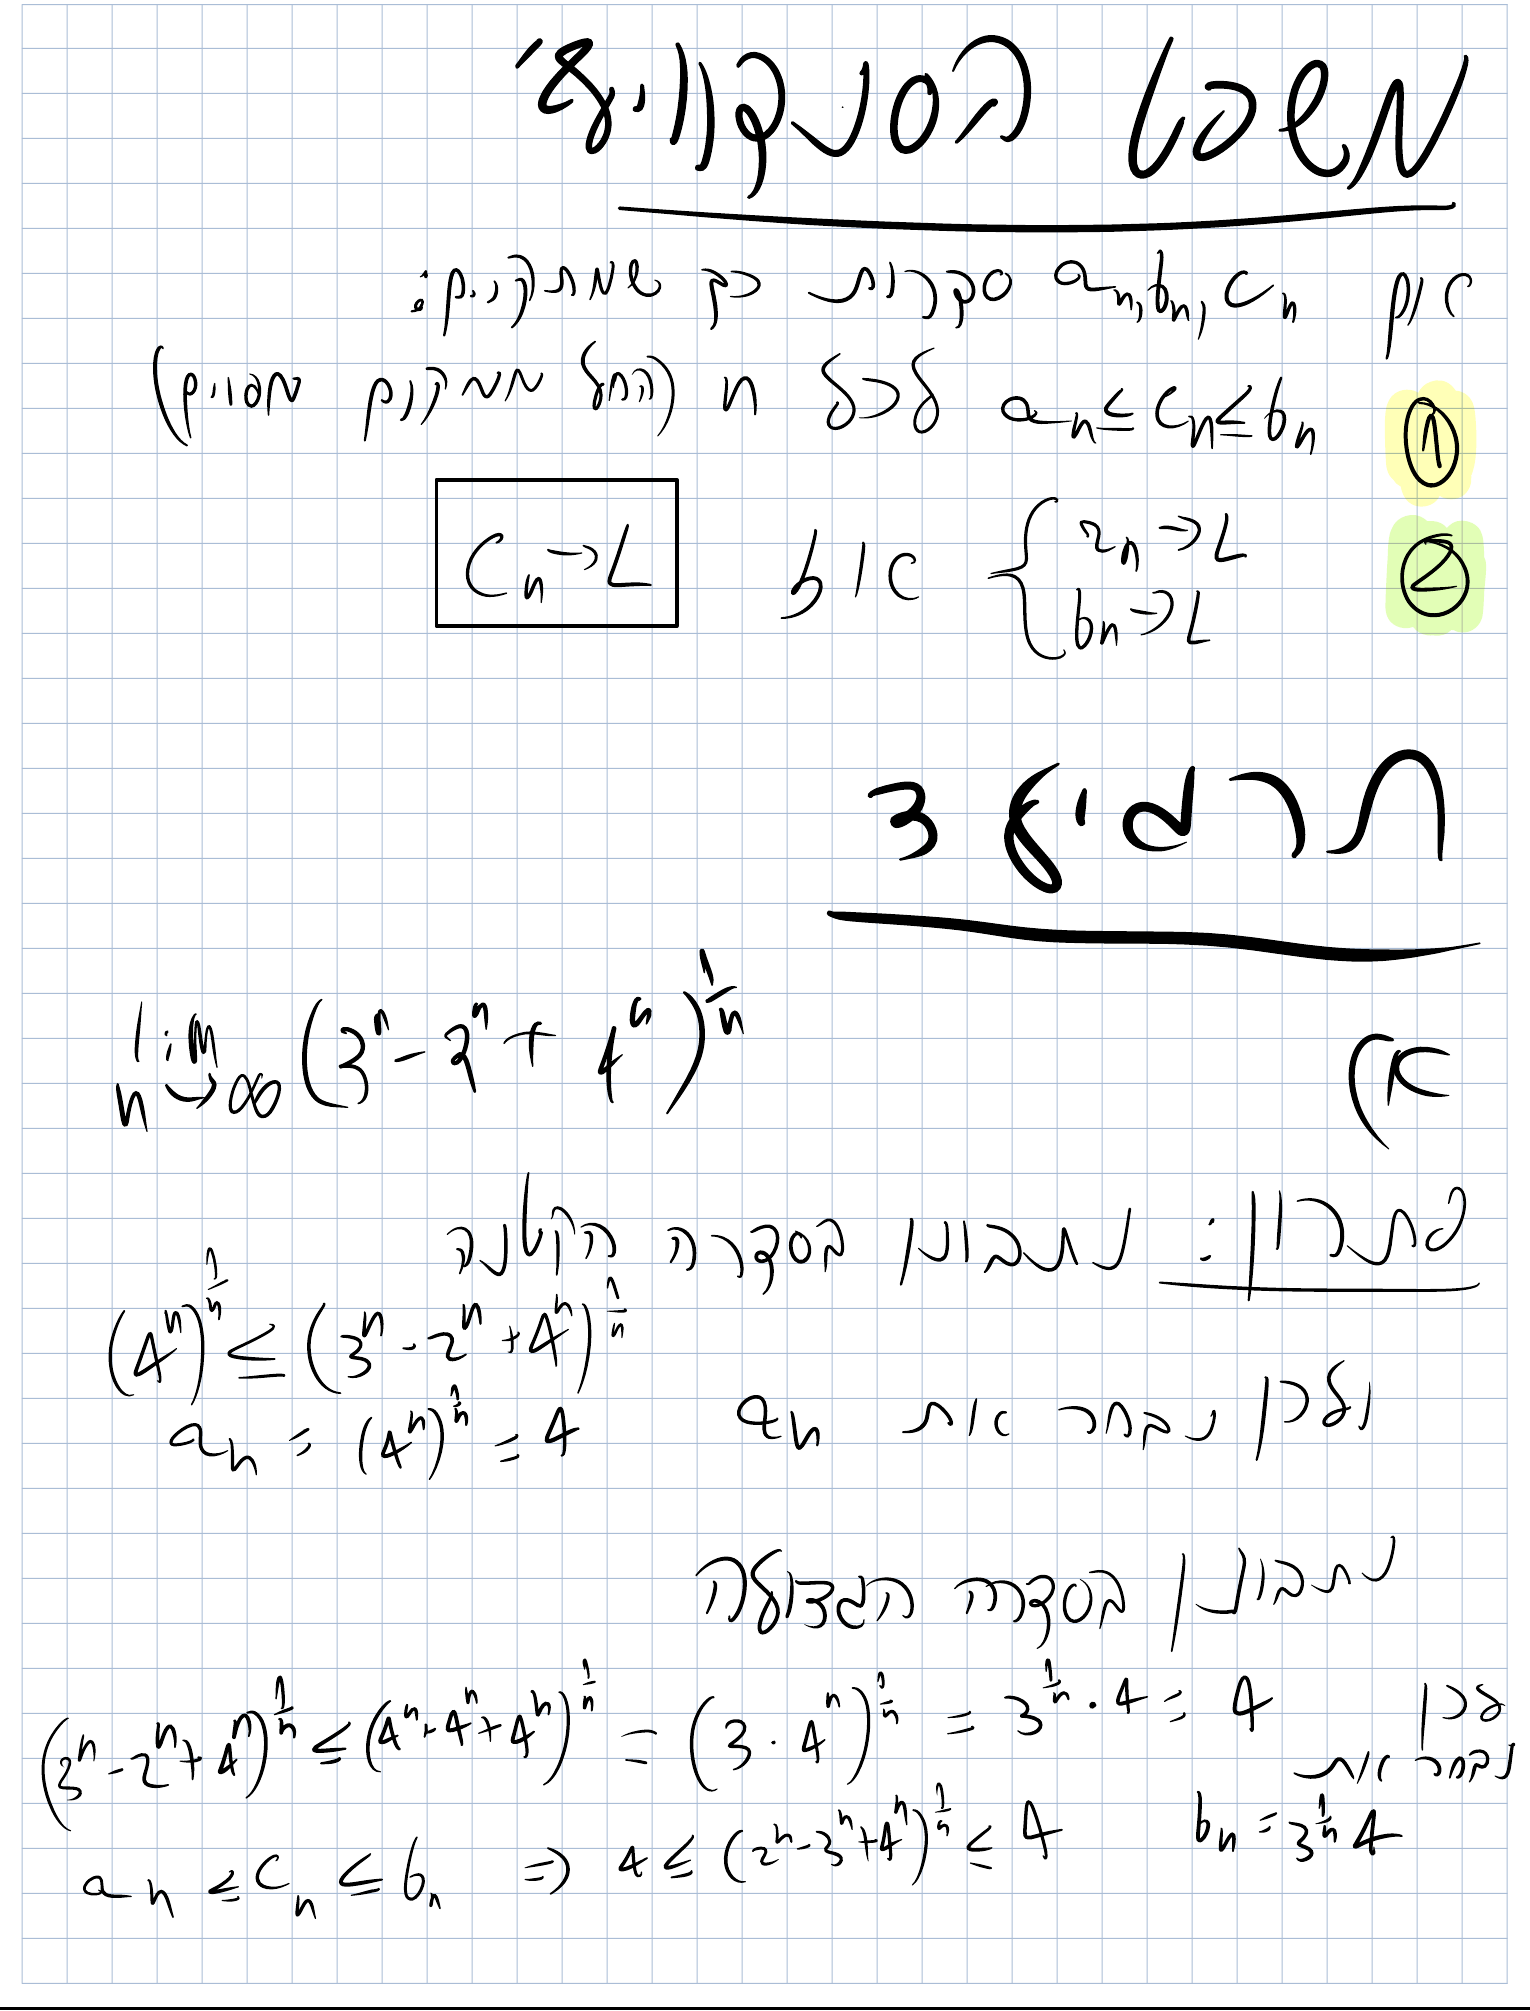 משפט הסנדוויץ'
אם a_n, b_n, c_n סדרות כך שמתקיים:
① a_n ≤ c_n ≤ b_n לכל n (החל ממקום מסוים)
② { a_n → L, b_n → L אז c_n → L
תרגיל 3
א) lim n→∞ (3^n - 2^n + 4^n)^(1/n)
פתרון: נתבונן בסדרה הקטנה
(4^n)^(1/n) ≤ (3^n - 2^n + 4^n)^(1/n)
ולכן נבחר את a_n a_n = (4^n)^(1/n) = 4
נתבונן בסדרה הגדולה
(3^n - 2^n + 4^n)^(1/n) ≤ (4^n + 4^n + 4^n)^(1/n) = (3 · 4^n)^(1/n) = 3^(1/n) · 4 = 4
לכן
נבחר את
b_n = 3^(1/n) 4
a_n ≤ c_n ≤ b_n ⇒ 4 ≤ (2^n - 3^n + 4^n)^(1/n) ≤ 4